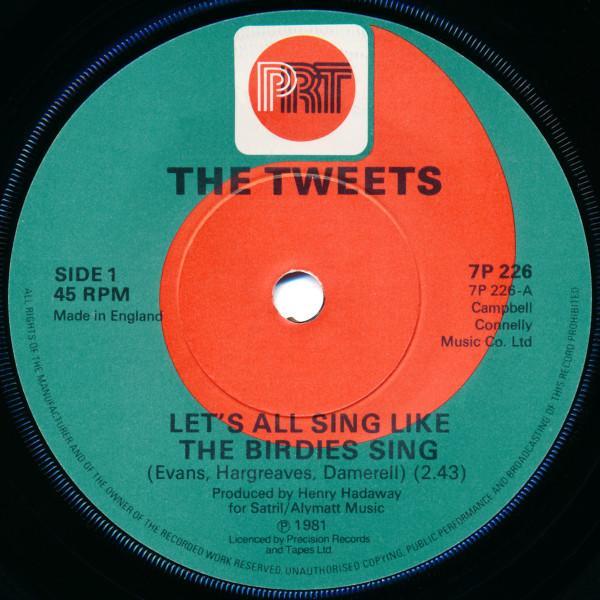 PRT
THE TWEETS
SIDE 1
45 RPM
Made in England
7P 226
7P 226-A
Campbell
Connelly
Music Co. Ltd
LET'S ALL SING LIKE
THE BIRDIES SING
(Evans, Hargreaves, Damerell) (2.43)
Produced by Henry Hadaway
for Satril/Alymatt Music
℗ 1981
Licenced by Precision Records
and Tapes Ltd.
ALL RIGHTS OF THE MANUFACTURER AND OF THE OWNER OF THE RECORDED WORK RESERVED. UNAUTHORISED COPYING, PUBLIC PERFORMANCE AND BROADCASTING OF THIS RECORD PROHIBITED